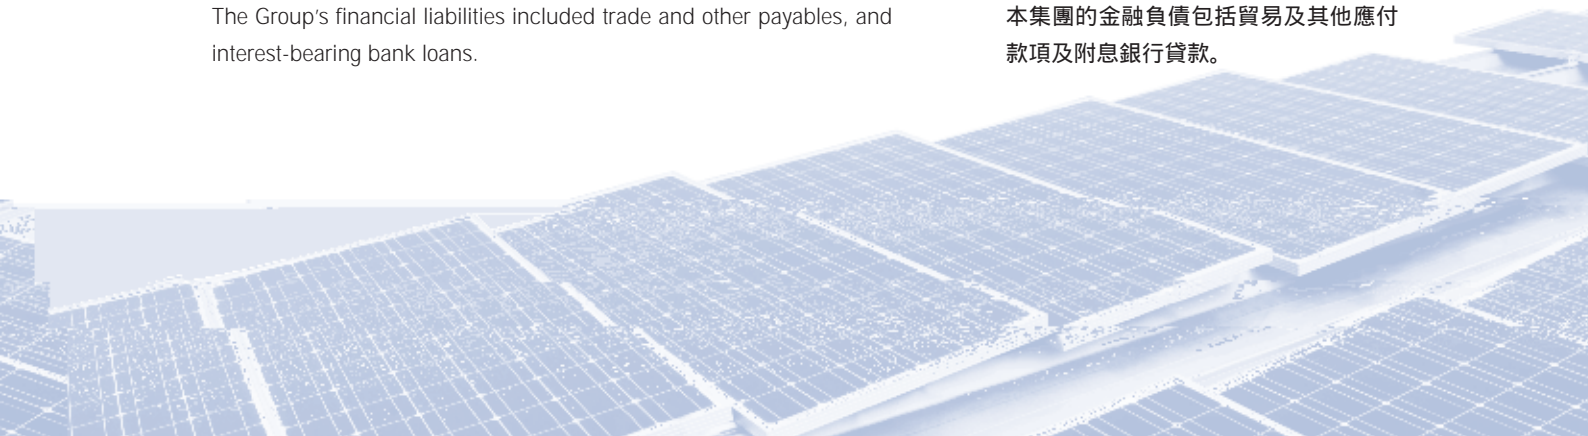 The Group's financial liabilities included trade and other payables, and
interest-bearing bank loans.
本集團的金融負債包括貿易及其他應付
款項及附息銀行貸款。